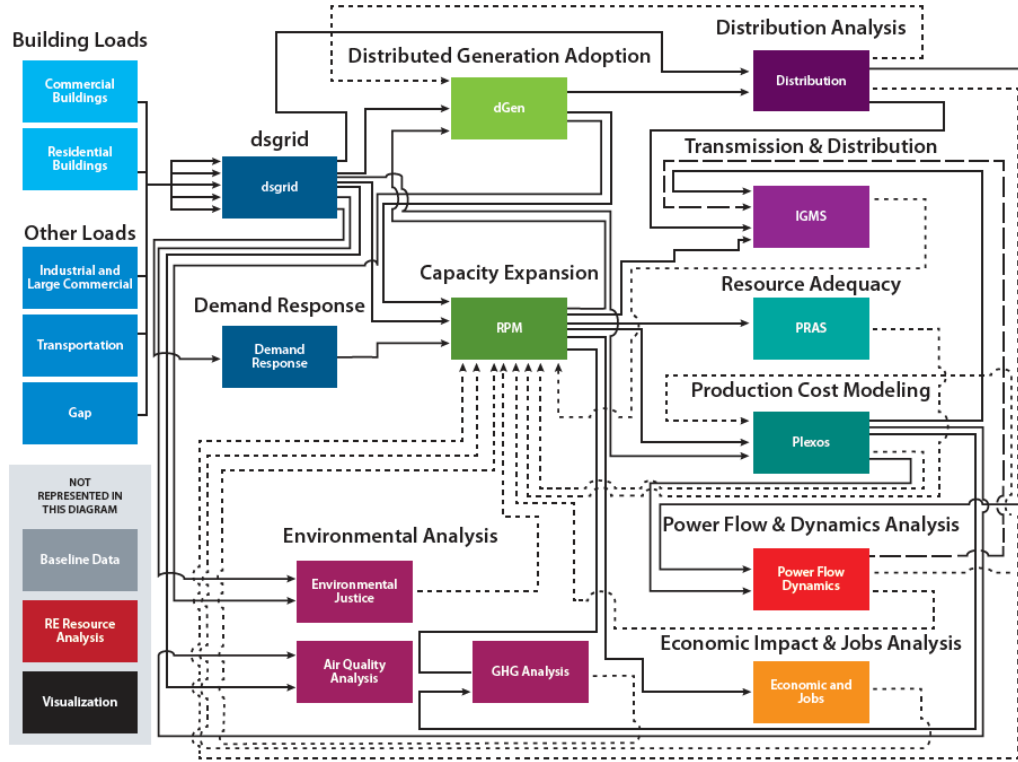 Building Loads
Commercial
Buildings
Residential
Buildings
Other Loads
Industrial and
Large Commercial
Transportation
Gap
NOT
REPRESENTED IN
THIS DIAGRAM
Baseline Data
RE Resource
Analysis
Visualization
dsgrid
dsgrid
Demand Response
Demand
Response
Distributed Generation Adoption
dGen
Capacity Expansion
RPM
Environmental Analysis
Environmental
Justice
Air Quality
Analysis
GHG Analysis
Distribution Analysis
Distribution
Transmission & Distribution
IGMS
Resource Adequacy
PRAS
Production Cost Modeling
Plexos
Power Flow & Dynamics Analysis
Power Flow
Dynamics
Economic Impact & Jobs Analysis
Economic and
Jobs